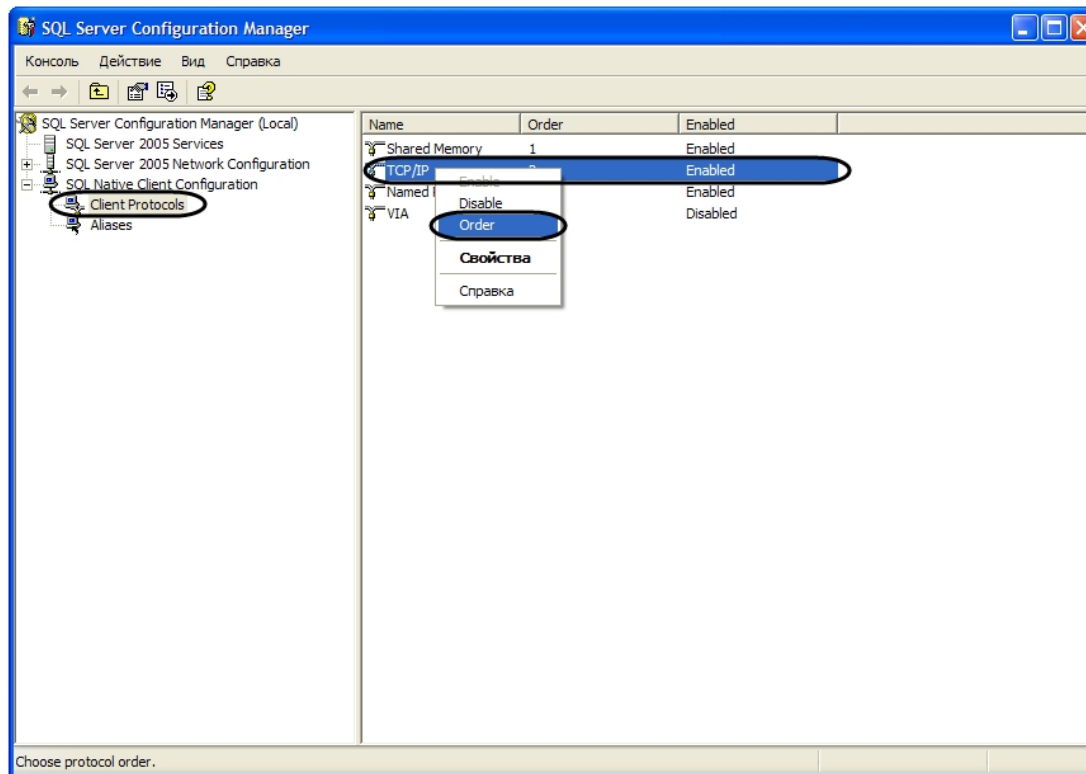 SQL Server Configuration Manager
Консоль Действие Вид Справка
SQL Server Configuration Manager (Local)
SQL Server 2005 Services
SQL Server 2005 Network Configuration
SQL Native Client Configuration
Client Protocols
Aliases
Name Order Enabled
Shared Memory 1 Enabled
TCP/IP Enabled
Named Enabled
VIA Disabled
Enable
Disable
Order
Свойства
Справка
Choose protocol order.